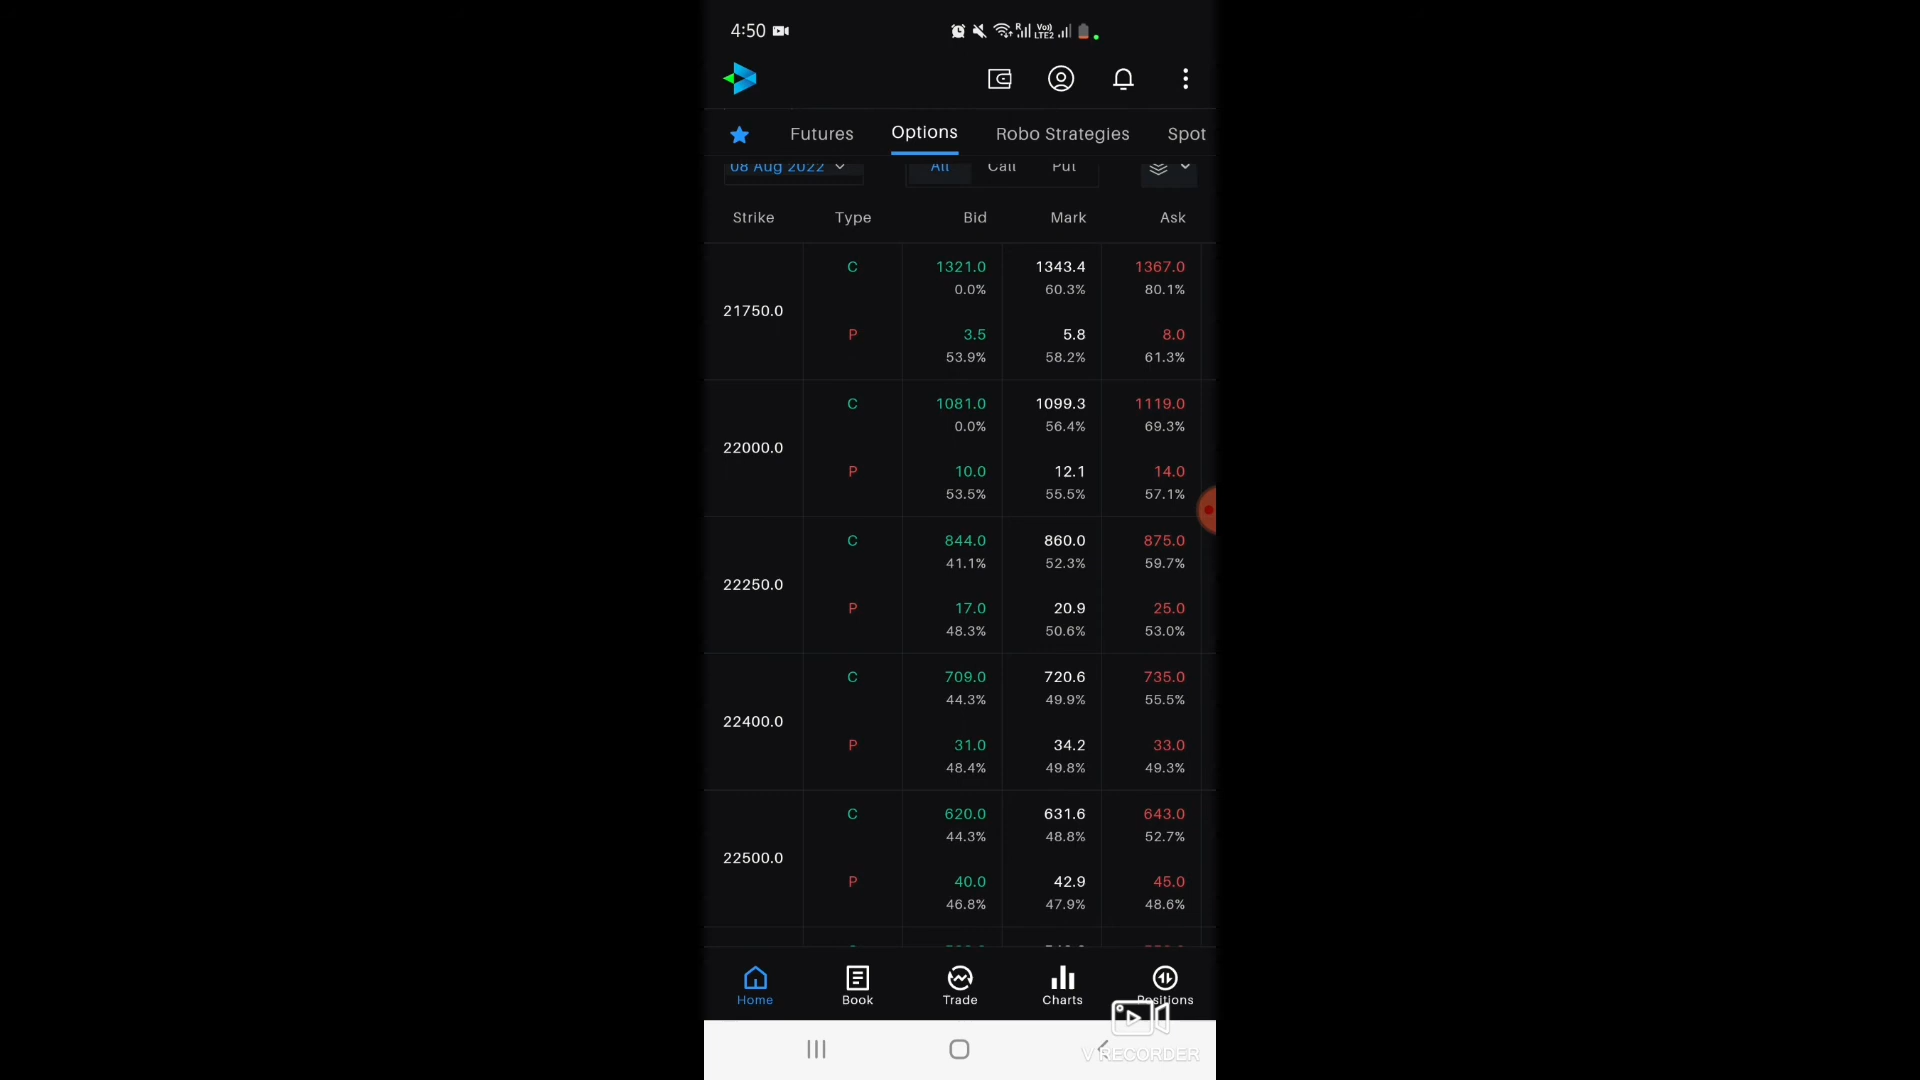 4:50 R Vo)) LTE2
Futures Options Robo Strategies Spot
08 Aug 2022 All Call Put
Strike Type Bid Mark Ask
C 1321.0 1343.4 1367.0
0.0% 60.3% 80.1%
21750.0
P 3.5 5.8 8.0
53.9% 58.2% 61.3%
C 1081.0 1099.3 1119.0
0.0% 56.4% 69.3%
22000.0
P 10.0 12.1 14.0
53.5% 55.5% 57.1%
C 844.0 860.0 875.0
41.1% 52.3% 59.7%
22250.0
P 17.0 20.9 25.0
48.3% 50.6% 53.0%
C 709.0 720.6 735.0
44.3% 49.9% 55.5%
22400.0
P 31.0 34.2 33.0
48.4% 49.8% 49.3%
C 620.0 631.6 643.0
44.3% 48.8% 52.7%
22500.0
P 40.0 42.9 45.0
46.8% 47.9% 48.6%
Home Book Trade Charts Positions
V RECORDER